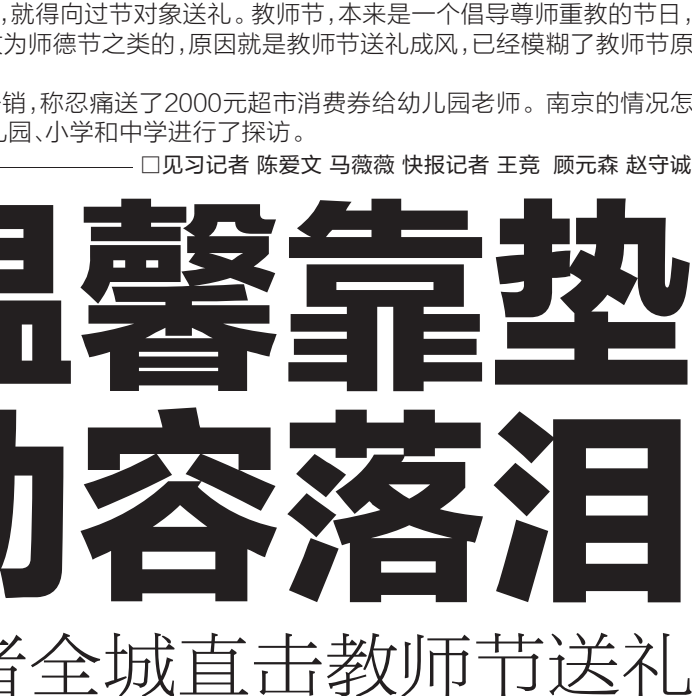 ,就得向过节对象送礼。教师节,本来是一个倡导尊师重教的节日,
为师德节之类的,原因就是教师节送礼成风,已经模糊了教师节原
销,称忍痛送了2000元超市消费券给幼儿园老师。南京的情况怎
园、小学和中学进行了探访。
□见习记者 陈爱文 马薇薇 快报记者 王竞 顾元森 赵守诚
温馨靠垫
动容落泪
者全城直击教师节送礼